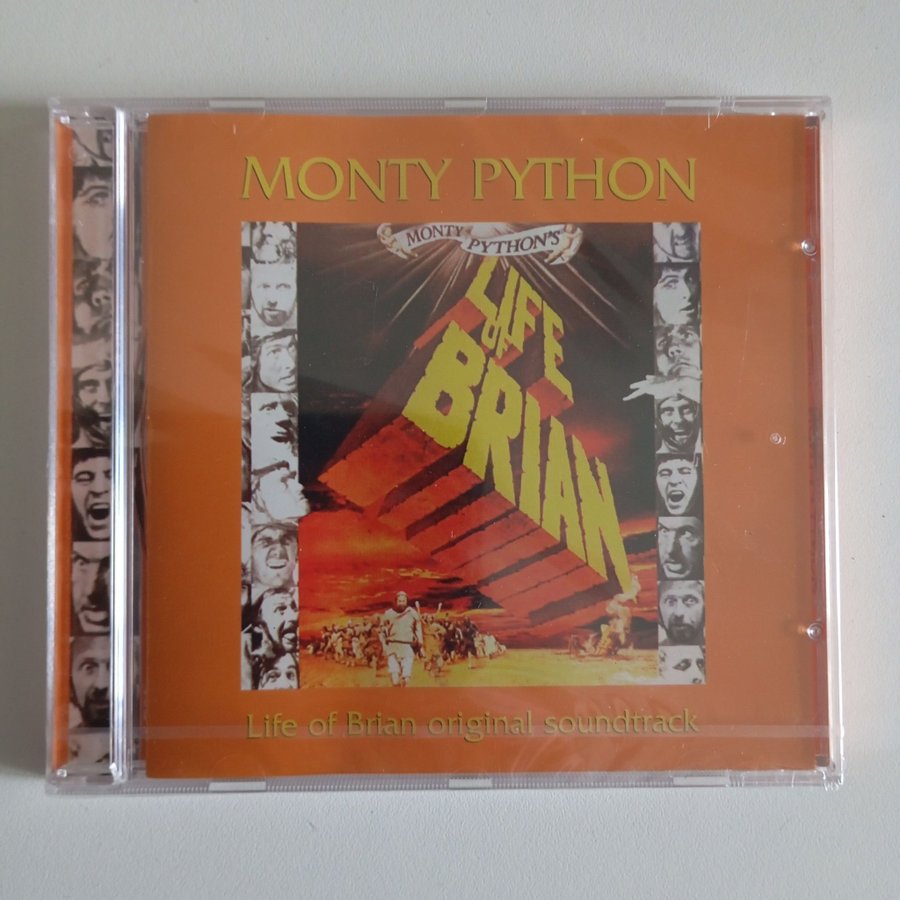 MONTY PYTHON
MONTY PYTHON'S
LIFE
OF
BRIAN
Life of Brian original soundtrack